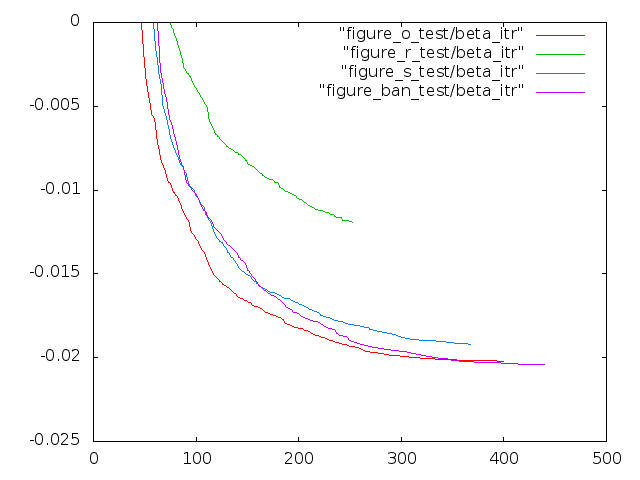 0
"figure_o_test/beta_itr"
"figure_r_test/beta_itr"
"figure_s_test/beta_itr"
"figure_ban_test/beta_itr"
-0.005
-0.01
-0.015
-0.02
-0.025
0 100 200 300 400 500